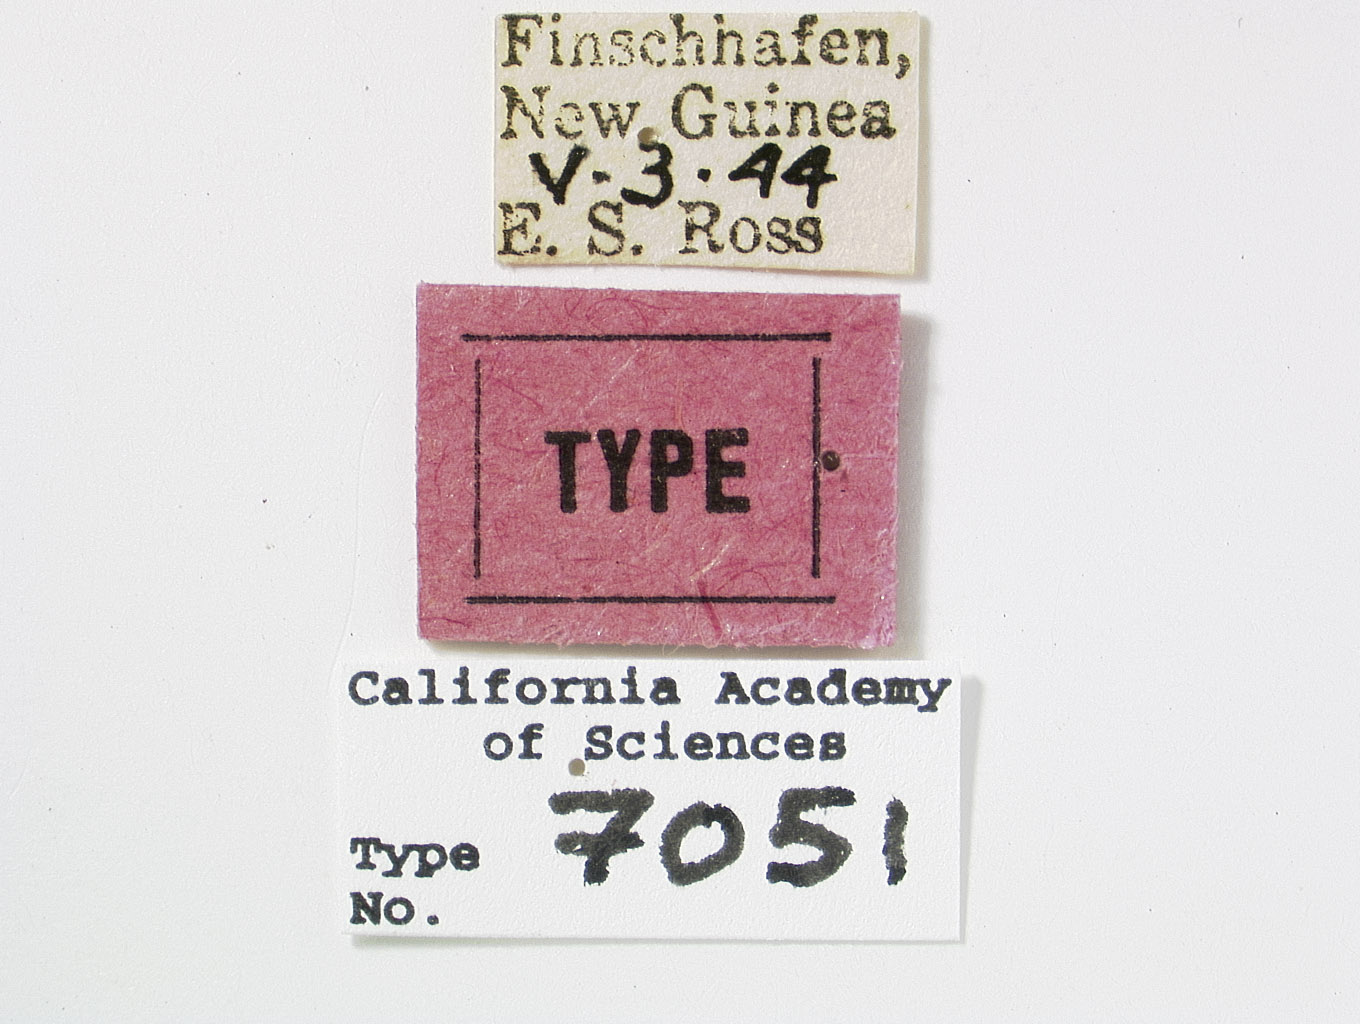 Finschhafen,
New Guinea
V.3.44
E. S. Ross
TYPE
California Academy
of Sciences
Type 7051
No.